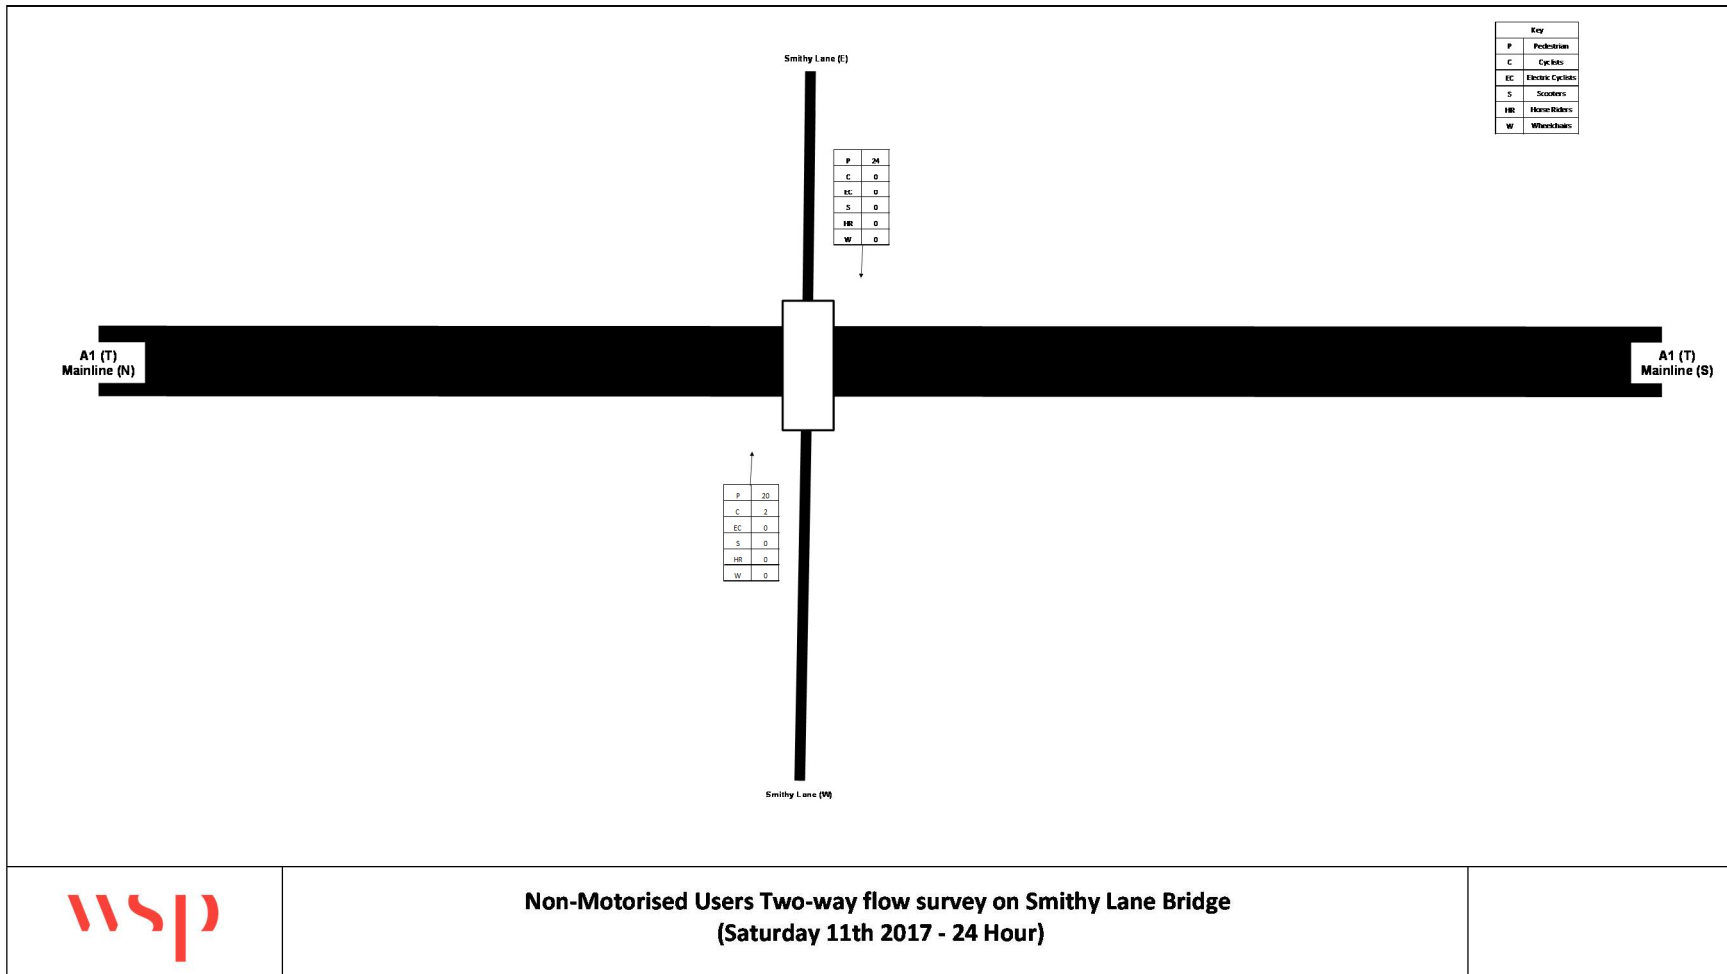 Smithy Lane (E)
Key
P Pedestrian
C Cyclists
EC Electric Cyclists
S Scooters
HR Horse Riders
W Wheelchairs
P 24
C 0
EC 0
S 0
HR 0
W 0
A1 (T)
Mainline (N)
A1 (T)
Mainline (S)
P 20
C 2
EC 0
S 0
HR 0
W 0
Smithy Lane (W)
wsp
Non-Motorised Users Two-way flow survey on Smithy Lane Bridge
(Saturday 11th 2017 - 24 Hour)